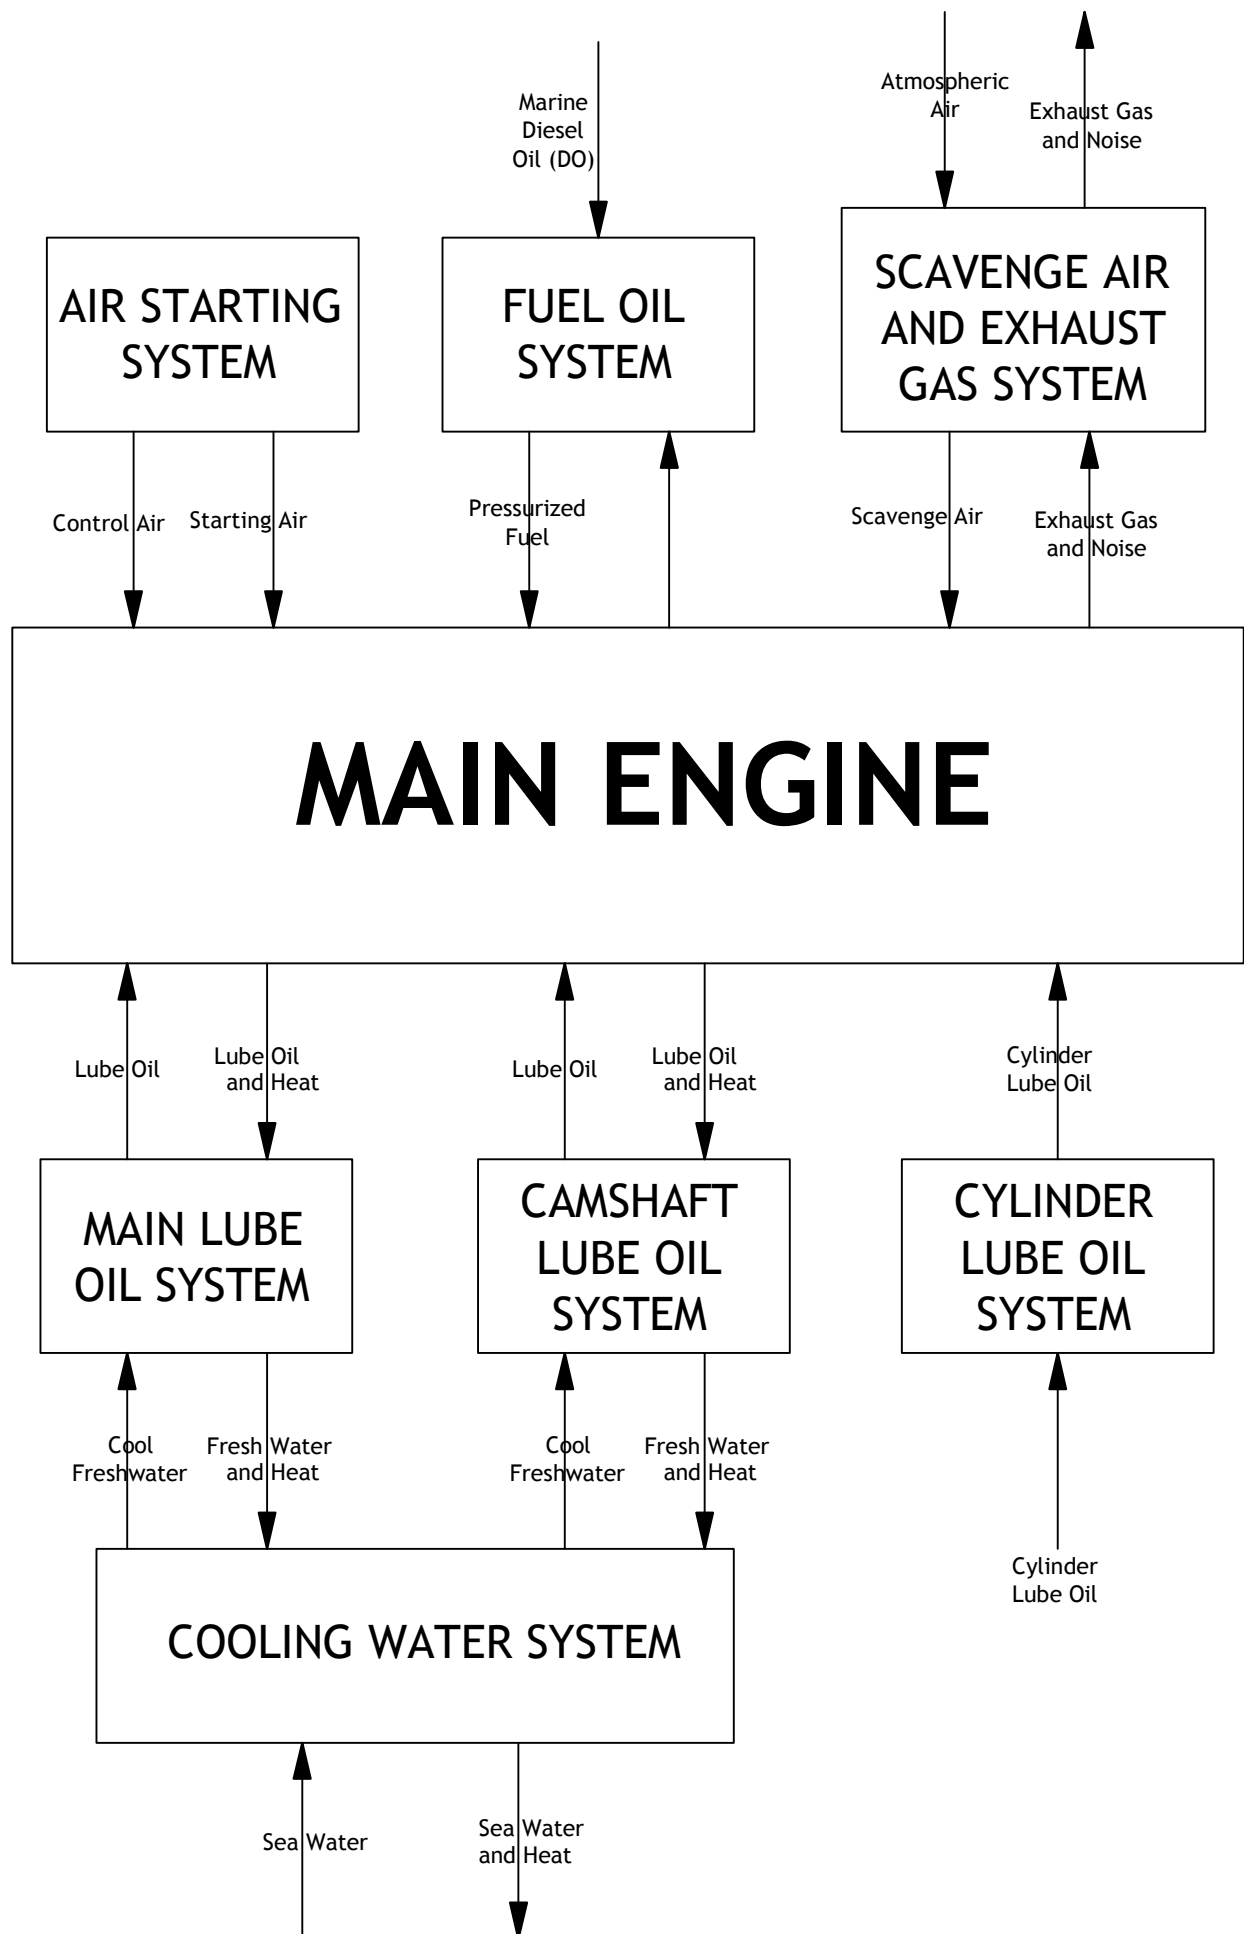 Atmospheric
Air
Exhaust Gas
and Noise
Marine
Diesel
Oil (DO)
AIR STARTING
SYSTEM
FUEL OIL
SYSTEM
SCAVENGE AIR
AND EXHAUST
GAS SYSTEM
Control Air
Starting Air
Pressurized
Fuel
Scavenge Air
Exhaust Gas
and Noise
MAIN ENGINE
Lube Oil
Lube Oil
and Heat
Lube Oil
Lube Oil
and Heat
Cylinder
Lube Oil
MAIN LUBE
OIL SYSTEM
CAMSHAFT
LUBE OIL
SYSTEM
CYLINDER
LUBE OIL
SYSTEM
Cool
Freshwater
Fresh Water
and Heat
Cool
Freshwater
Fresh Water
and Heat
Cylinder
Lube Oil
COOLING WATER SYSTEM
Sea Water
Sea Water
and Heat